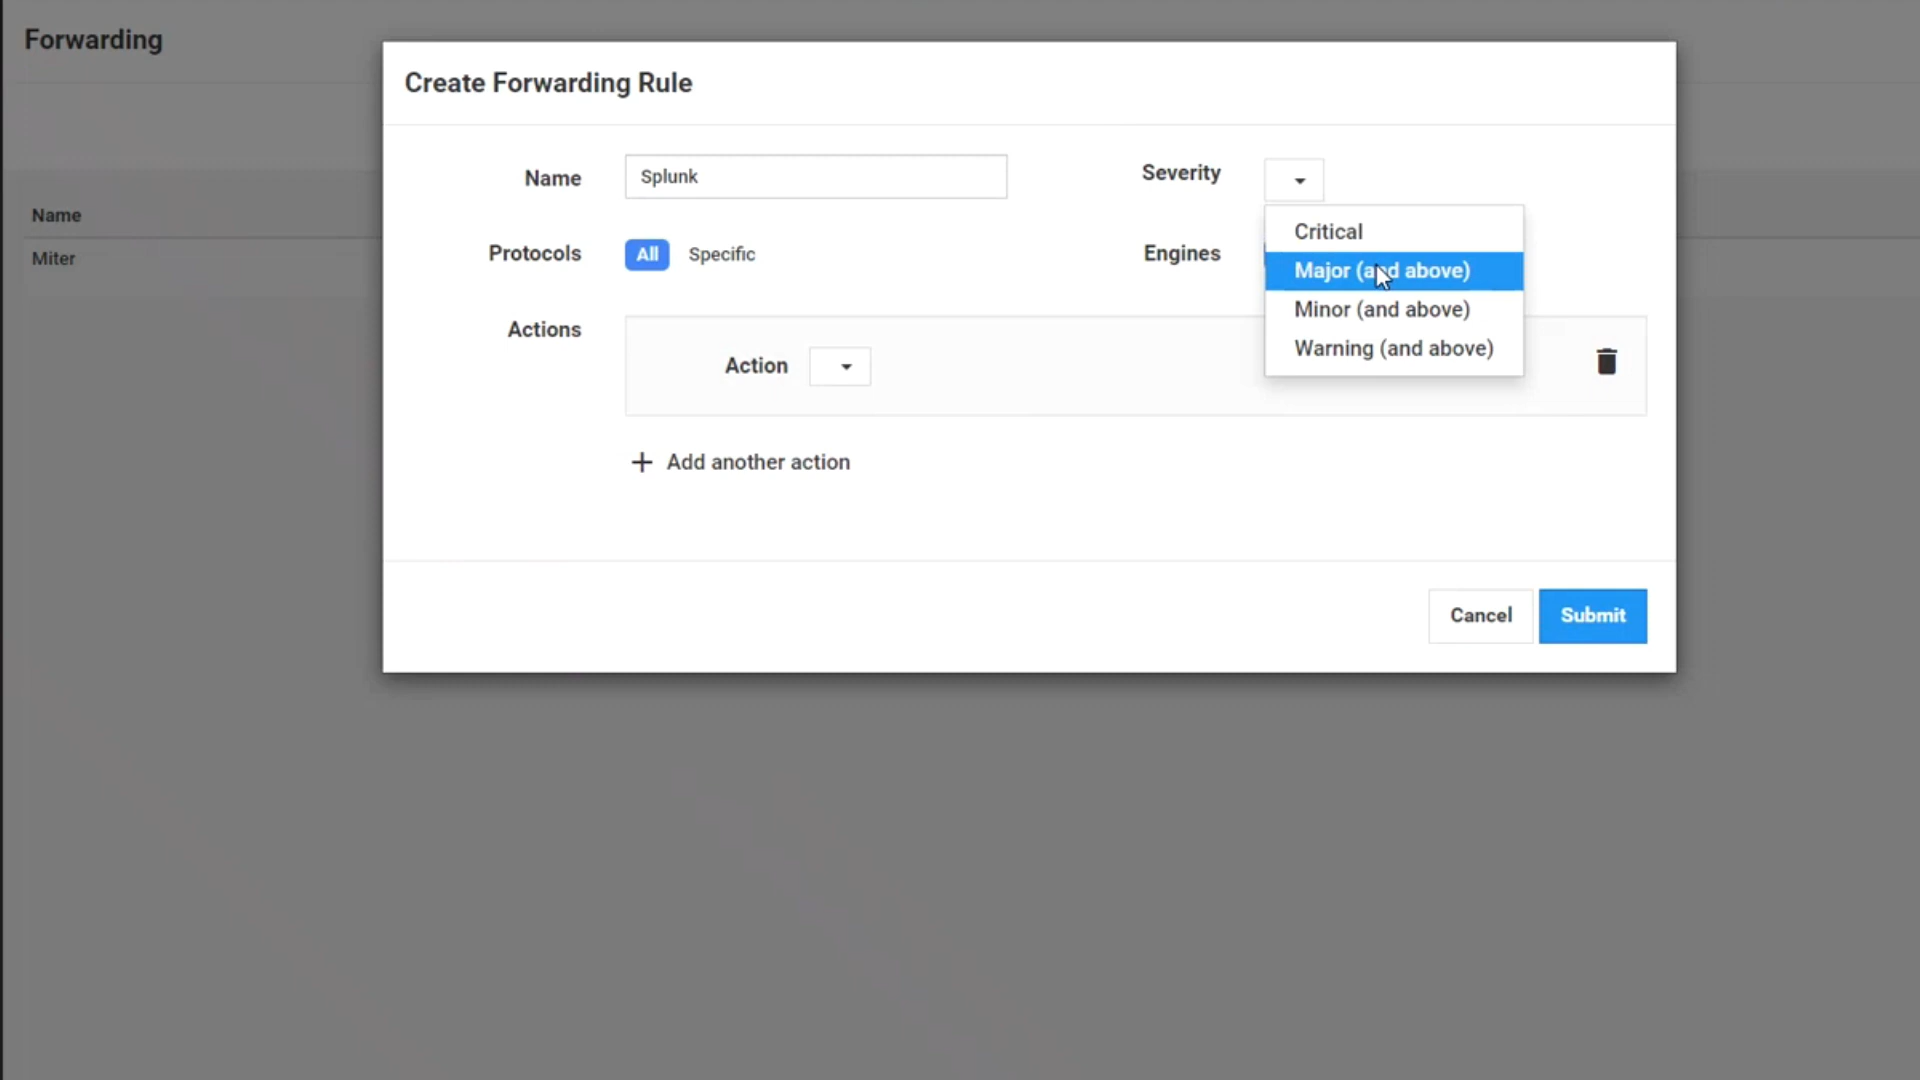 Forwarding
Create Forwarding Rule
Name Splunk Severity
Critical
Name
Protocols All Specific Engines
Major (and above)
Miter
Minor (and above)
Actions
Warning (and above)
Action
+ Add another action
Cancel Submit